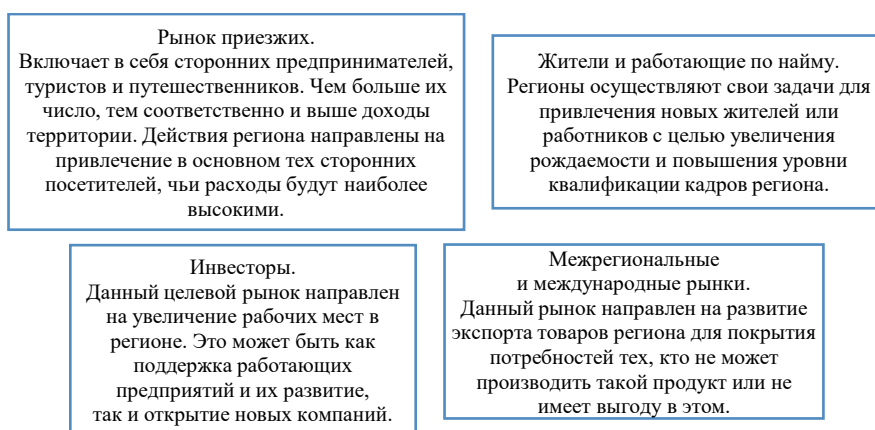 Рынок приезжих.
Включает в себя сторонних предпринимателей,
туристов и путешественников. Чем больше их
число, тем соответственно и выше доходы
территории. Действия региона направлены на
привлечение в основном тех сторонних
посетителей, чьи расходы будут наиболее
высокими.
Жители и работающие по найму.
Регионы осуществляют свои задачи для
привлечения новых жителей или
работников с целью увеличения
рождаемости и повышения уровни
квалификации кадров региона.
Инвесторы.
Данный целевой рынок направлен
на увеличение рабочих мест в
регионе. Это может быть как
поддержка работающих
предприятий и их развитие,
так и открытие новых компаний.
Межрегиональные
и международные рынки.
Данный рынок направлен на развитие
экспорта товаров региона для покрытия
потребностей тех, кто не может
производить такой продукт или не
имеет выгоду в этом.